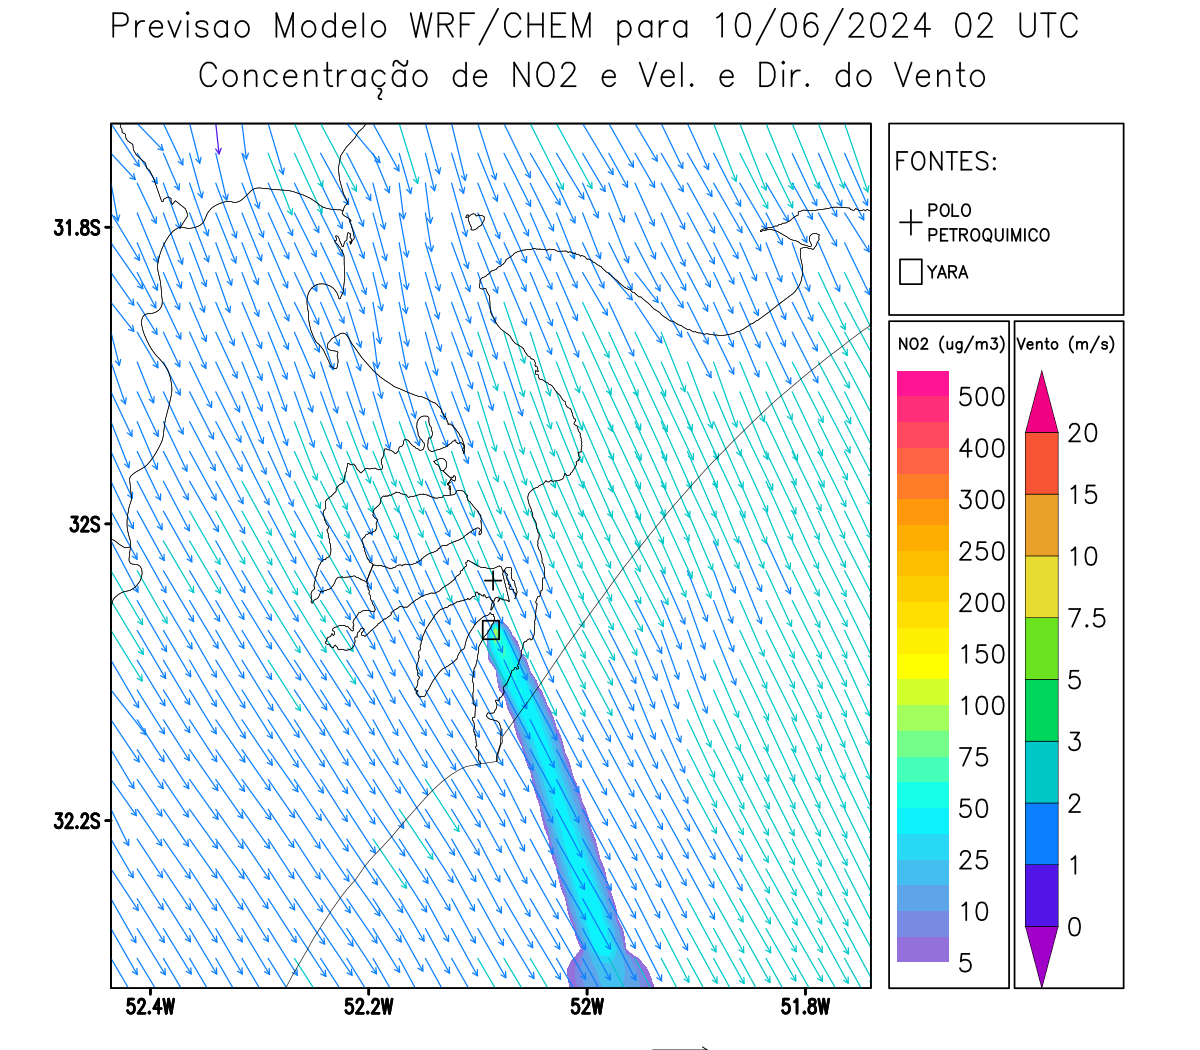 Previsao Modelo WRF/CHEM para 10/06/2024 02 UTC
Concentração de NO2 e Vel. e Dir. do Vento
FONTES:
POLO
PETROQUIMICO
YARA
31.8S
32S
32.2S
52.4W
52.2W
52W
51.8W
NO2 (ug/m3)
500
400
300
250
200
150
100
75
50
25
10
5
Vento (m/s)
20
15
10
7.5
5
3
2
1
0